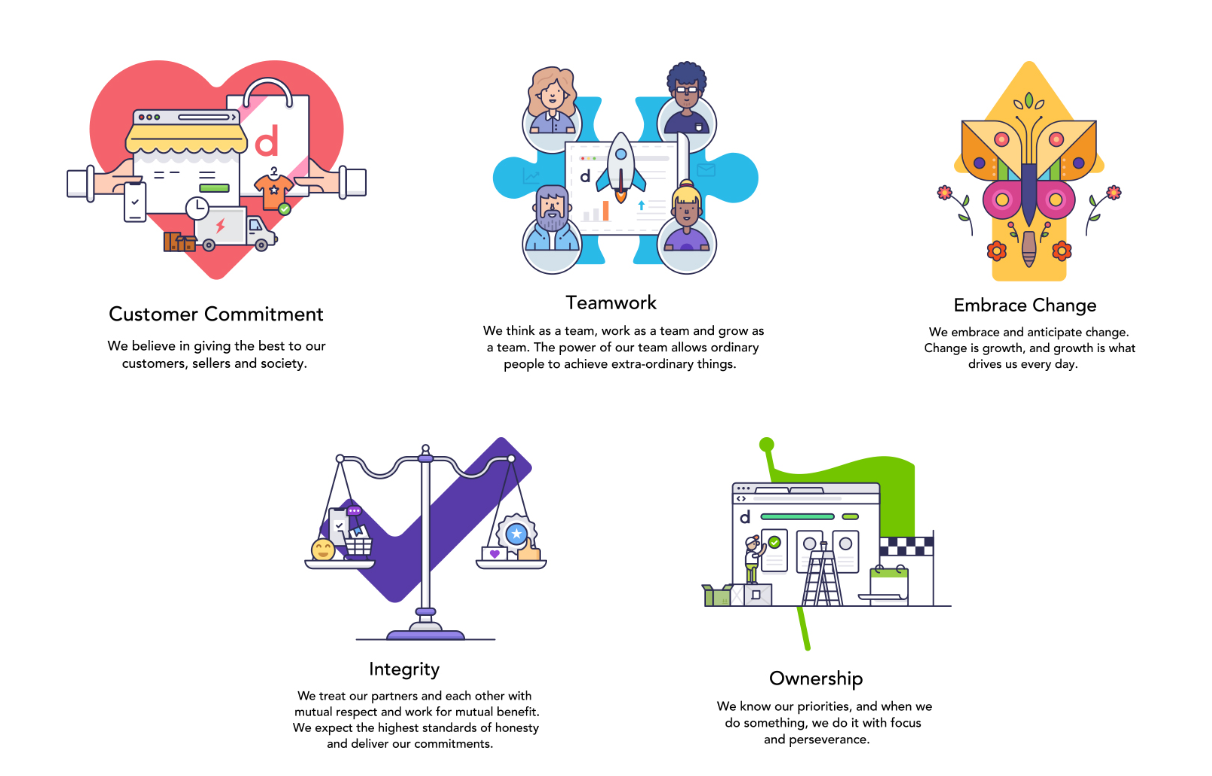 d
Customer Commitment
We believe in giving the best to our
customers, sellers and society.
d
Teamwork
We think as a team, work as a team and grow as
a team. The power of our team allows ordinary
people to achieve extra-ordinary things.
Embrace Change
We embrace and anticipate change.
Change is growth, and growth is what
drives us every day.
Integrity
We treat our partners and each other with
mutual respect and work for mutual benefit.
We expect the highest standards of honesty
and deliver our commitments.
d
Ownership
We know our priorities, and when we
do something, we do it with focus
and perseverance.